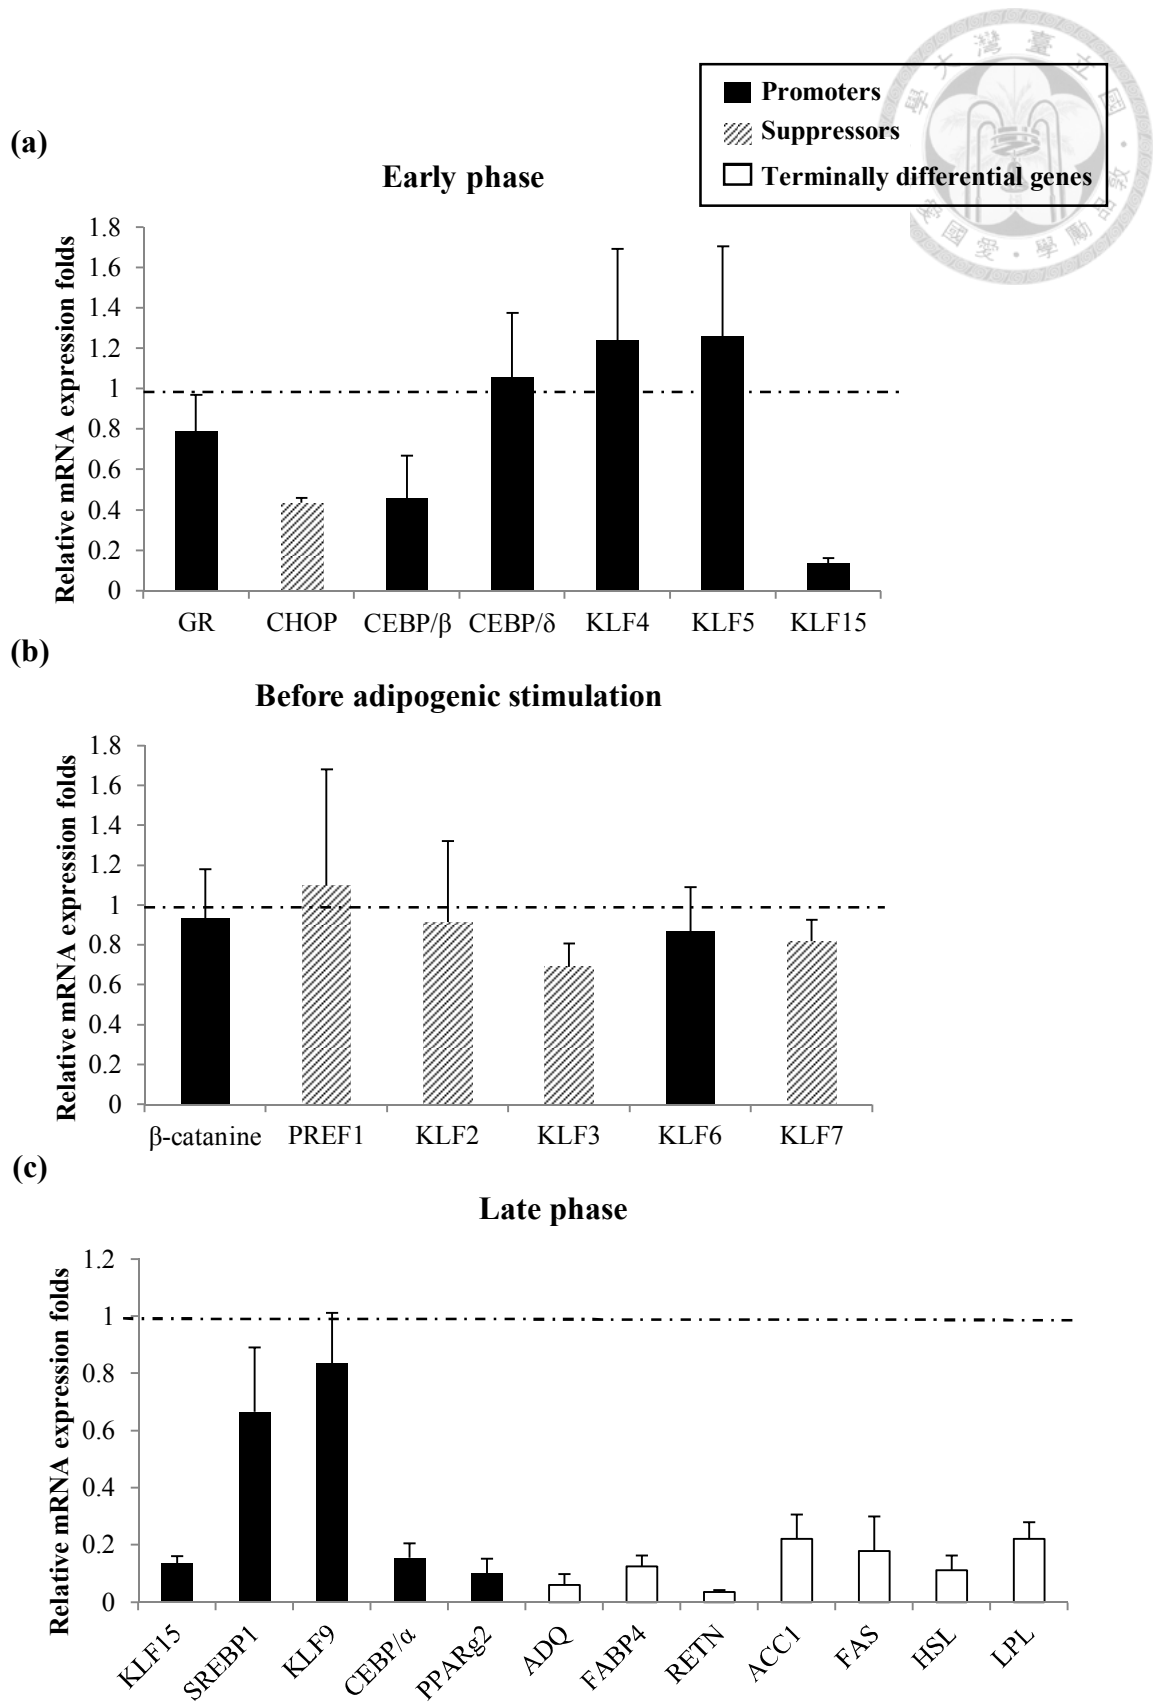 Promoters
Suppressors
Terminally differential genes
(a)
Early phase
Relative mRNA expression folds
1.8
1.6
1.4
1.2
1
0.8
0.6
0.4
0.2
0
GR CHOP CEBP/β CEBP/δ KLF4 KLF5 KLF15
(b)
Before adipogenic stimulation
Relative mRNA expression folds
1.8
1.6
1.4
1.2
1
0.8
0.6
0.4
0.2
0
β-catanine PREF1 KLF2 KLF3 KLF6 KLF7
(c)
Late phase
Relative mRNA expression folds
1.2
1
0.8
0.6
0.4
0.2
0
KLF15 SREBP1 KLF9 CEBP/α PPARg2 ADQ FABP4 RETN ACC1 FAS HSL LPL